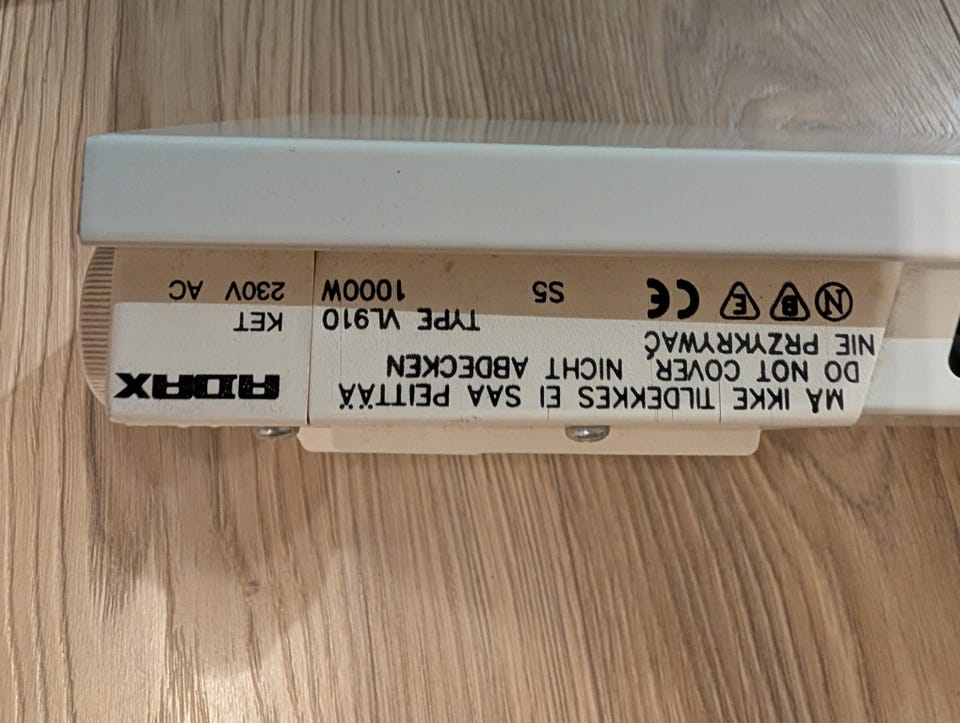 MÅ IKKE TILDEKKES EI SAA PEITTÄÄ
DO NOT COVER. NICHT ABDECKEN
NIE PRZYKRYWAĆ
TYPE VL910
N B E CE S5 1000W
ADAX
KET
230V AC